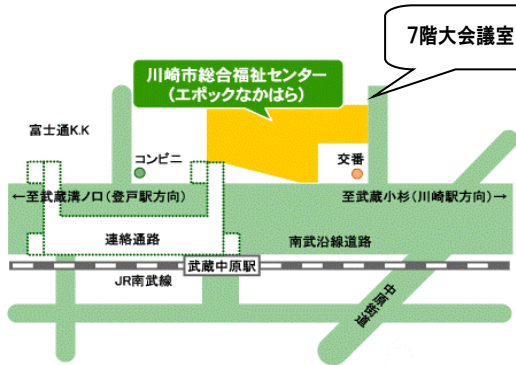 7階大会議室
川崎市総合福祉センター
(エポックなかはら)
富士通K.K
コンビニ
交番
←至武蔵溝ノ口(登戸駅方向)
至武蔵小杉(川崎駅方向)→
連絡通路
南武沿線道路
武蔵中原駅
JR南武線
中原街道